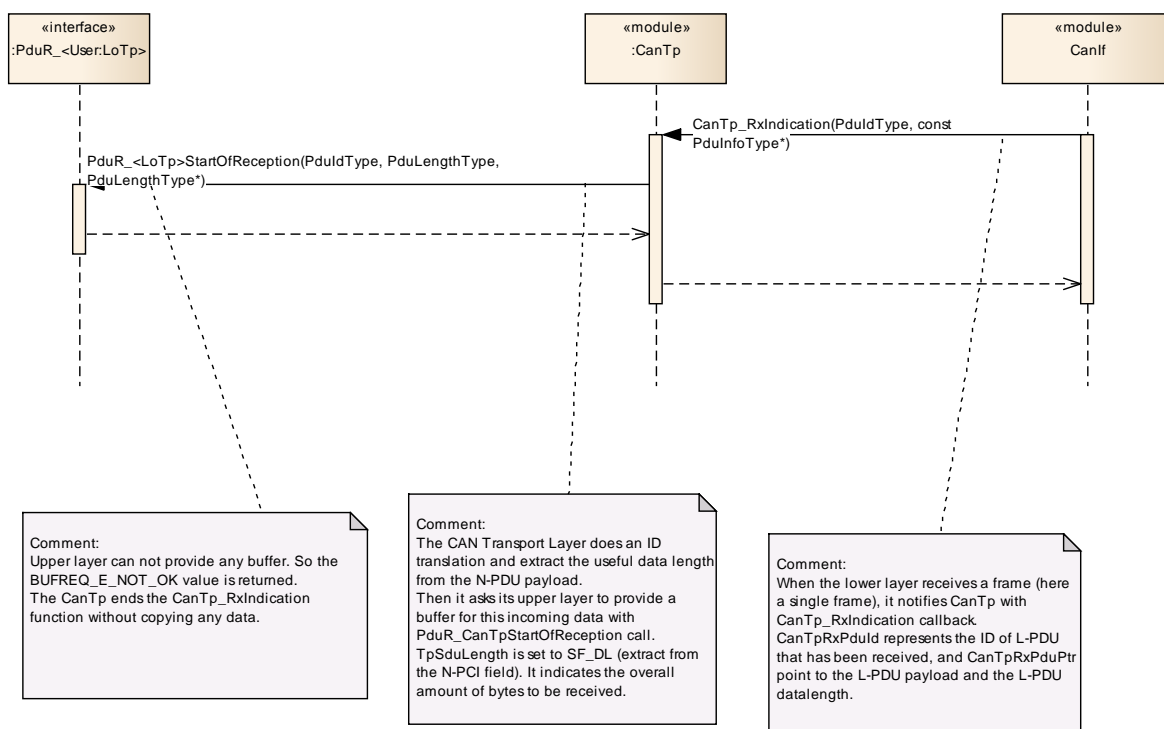 «interface»
:PduR_<User:LoTp>
«module»
:CanTp
«module»
CanIf
CanTp_RxIndication(PduIdType, const
PduInfoType*)
PduR_<LoTp>StartOfReception(PduIdType, PduLengthType,
PduLengthType*)
Comment:
Upper layer can not provide any buffer. So the
BUFREQ_E_NOT_OK value is returned.
The CanTp ends the CanTp_RxIndication
function without copying any data.
Comment:
The CAN Transport Layer does an ID
translation and extract the useful data length
from the N-PDU payload.
Then it asks its upper layer to provide a
buffer for this incoming data with
PduR_CanTpStartOfReception call.
TpSduLength is set to SF_DL (extract from
the N-PCI field). It indicates the overall
amount of bytes to be received.
Comment:
When the lower layer receives a frame (here
a single frame), it notifies CanTp with
CanTp_RxIndication callback.
CanTpRxPduId represents the ID of L-PDU
that has been received, and CanTpRxPduPtr
point to the L-PDU payload and the L-PDU
datalength.